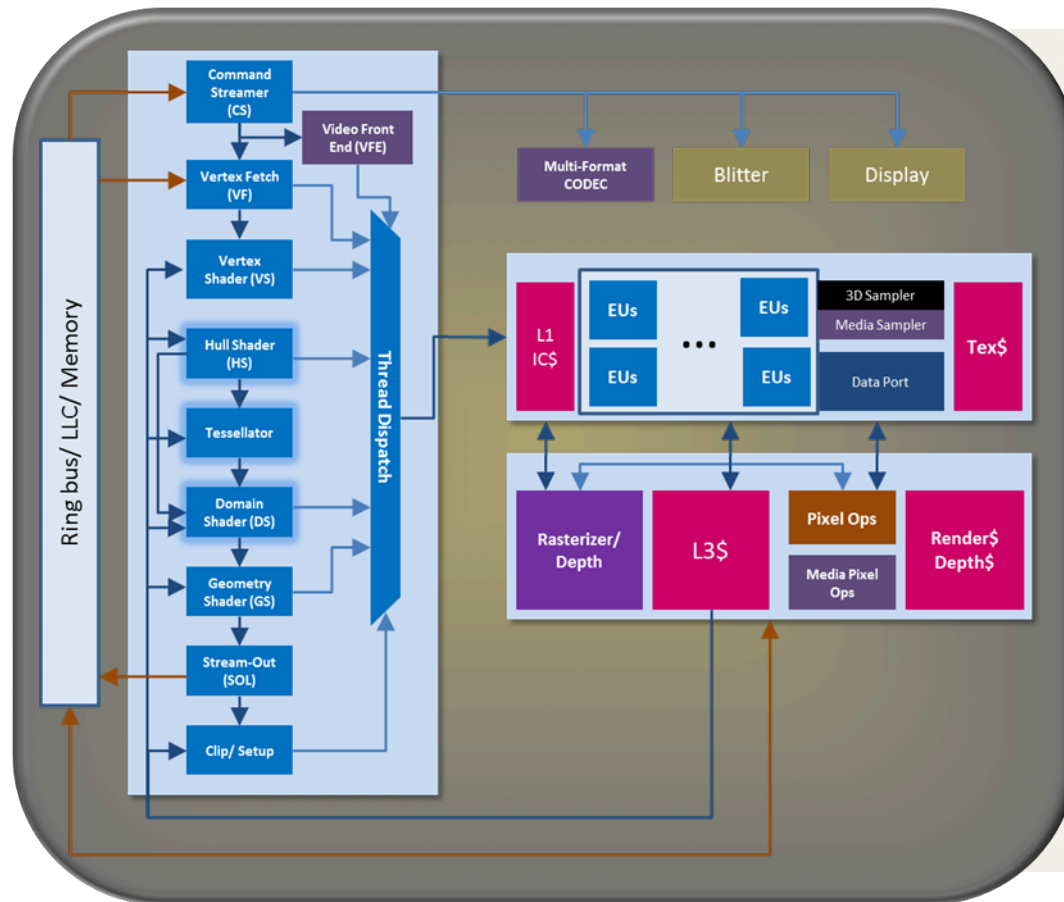 Ring bus/ LLC/ Memory
Command
Streamer
(CS)
Video Front
End (VFE)
Vertex Fetch
(VF)
Vertex
Shader (VS)
Hull Shader
(HS)
Tessellator
Domain
Shader (DS)
Geometry
Shader (GS)
Stream-Out
(SOL)
Clip/ Setup
Thread Dispatch
Multi-Format
CODEC
Blitter
Display
L1
IC$
EUs
EUs
...
EUs
EUs
3D Sampler
Media Sampler
Data Port
Tex$
Rasterizer/
Depth
L3$
Pixel Ops
Media Pixel
Ops
Render$
Depth$